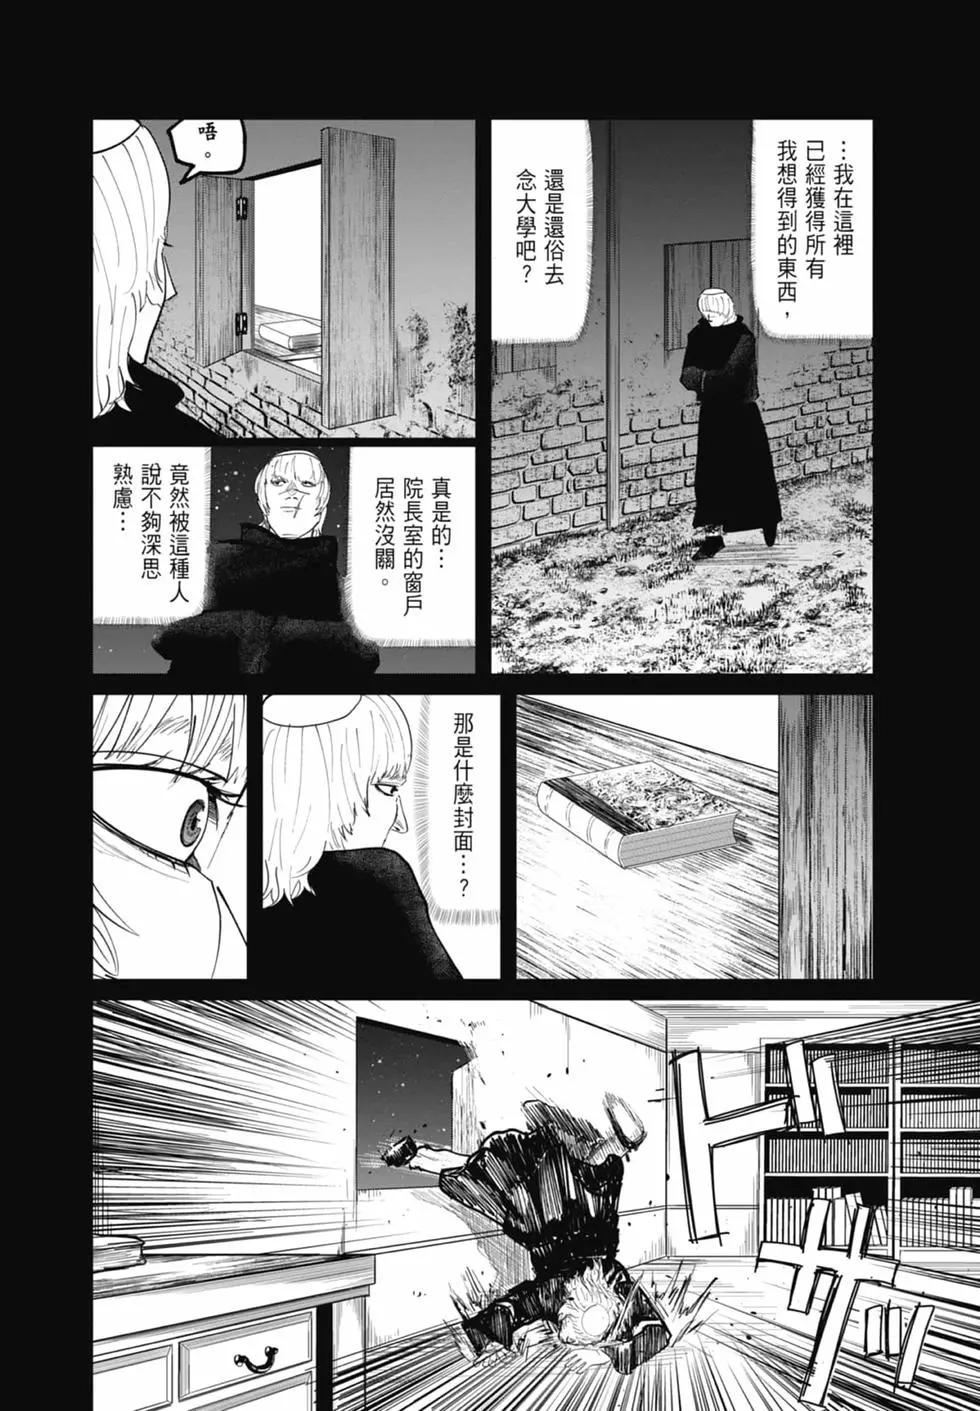 …我在這裡
已經獲得所有
我想得到的東西，
還是還俗去
念大學吧？
唔。
真是的…
院長室的窗戶
居然沒關。
竟然被這種人
說不夠深思
熟慮…
那是什麼封面…？
ドサッ